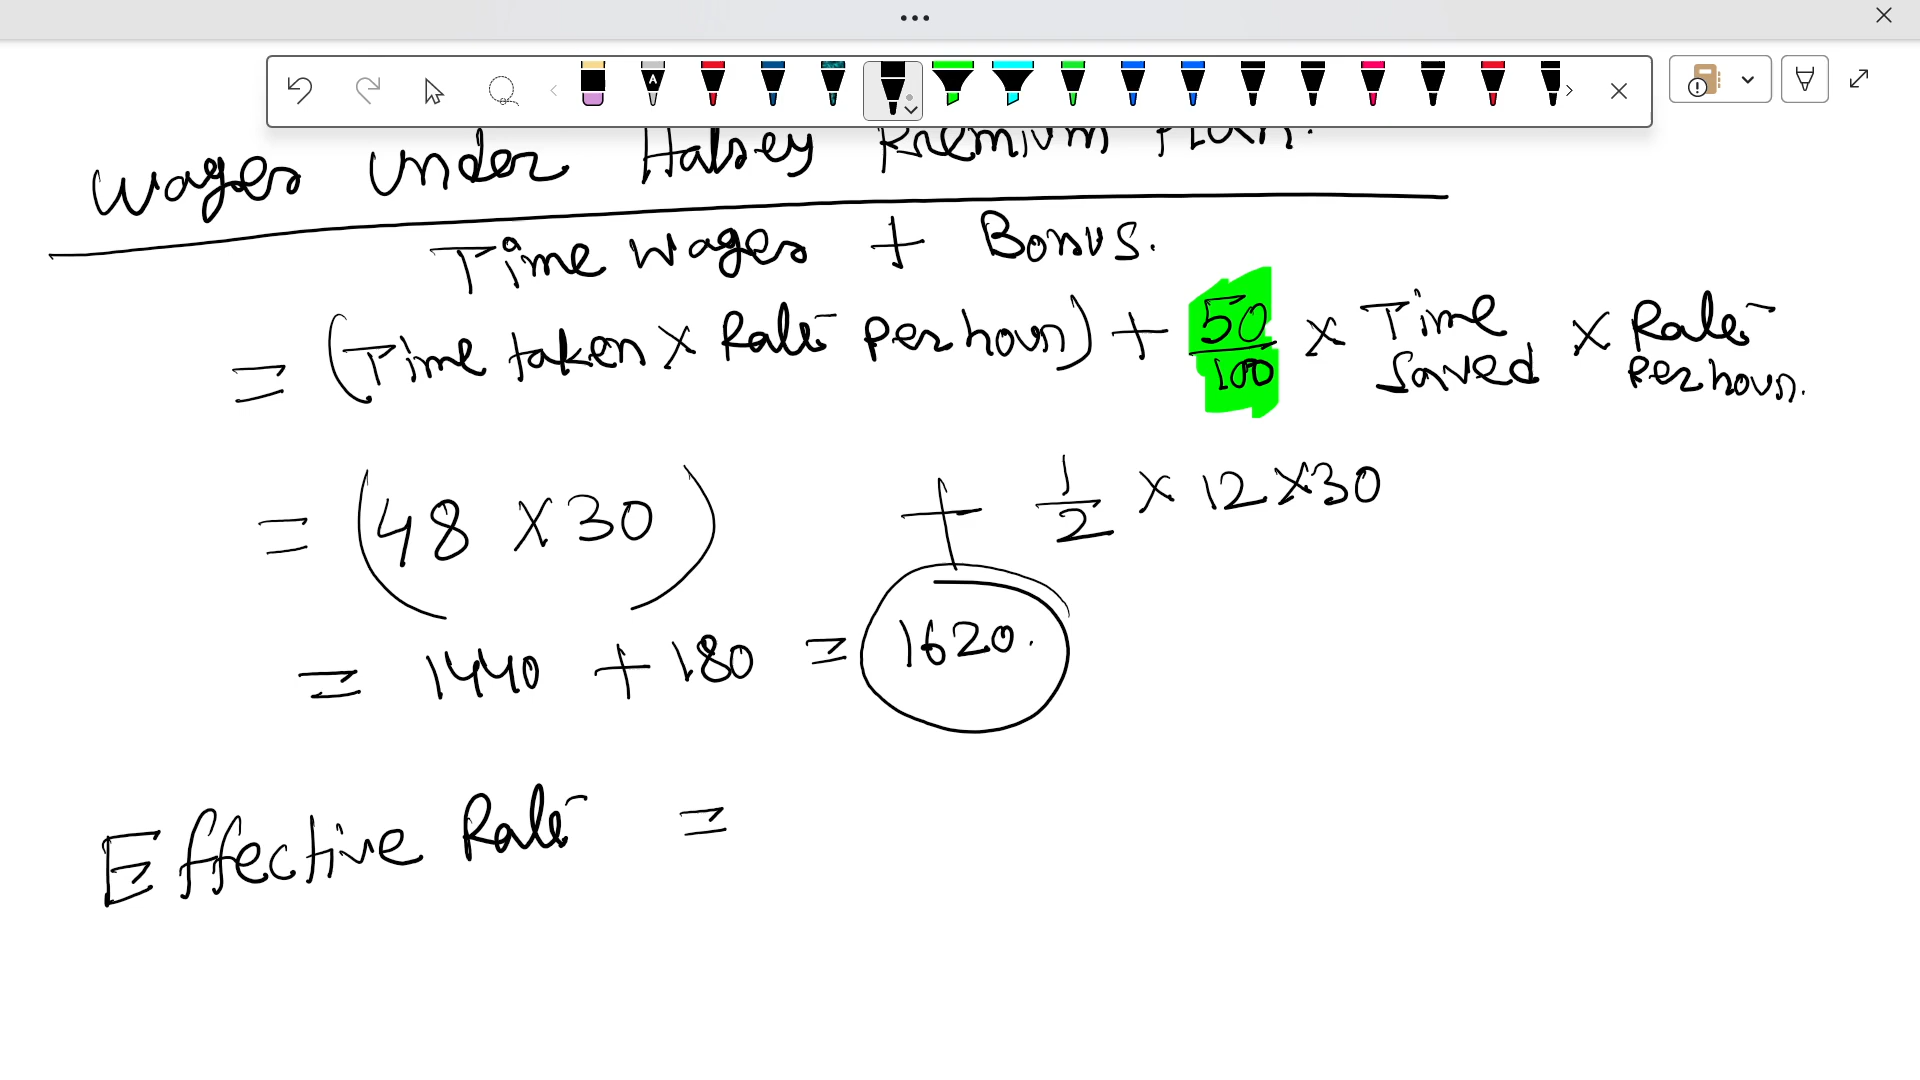 Wages Under Halsey Premium Plan.
Time wages + Bonus.
= (Time taken × Rate Per hour) + 50/100 × Time Saved × Rate Per hour.
= (48 × 30) + 1/2 × 12 × 30
= 1440 + 180 = 1620.
Effective Rate =